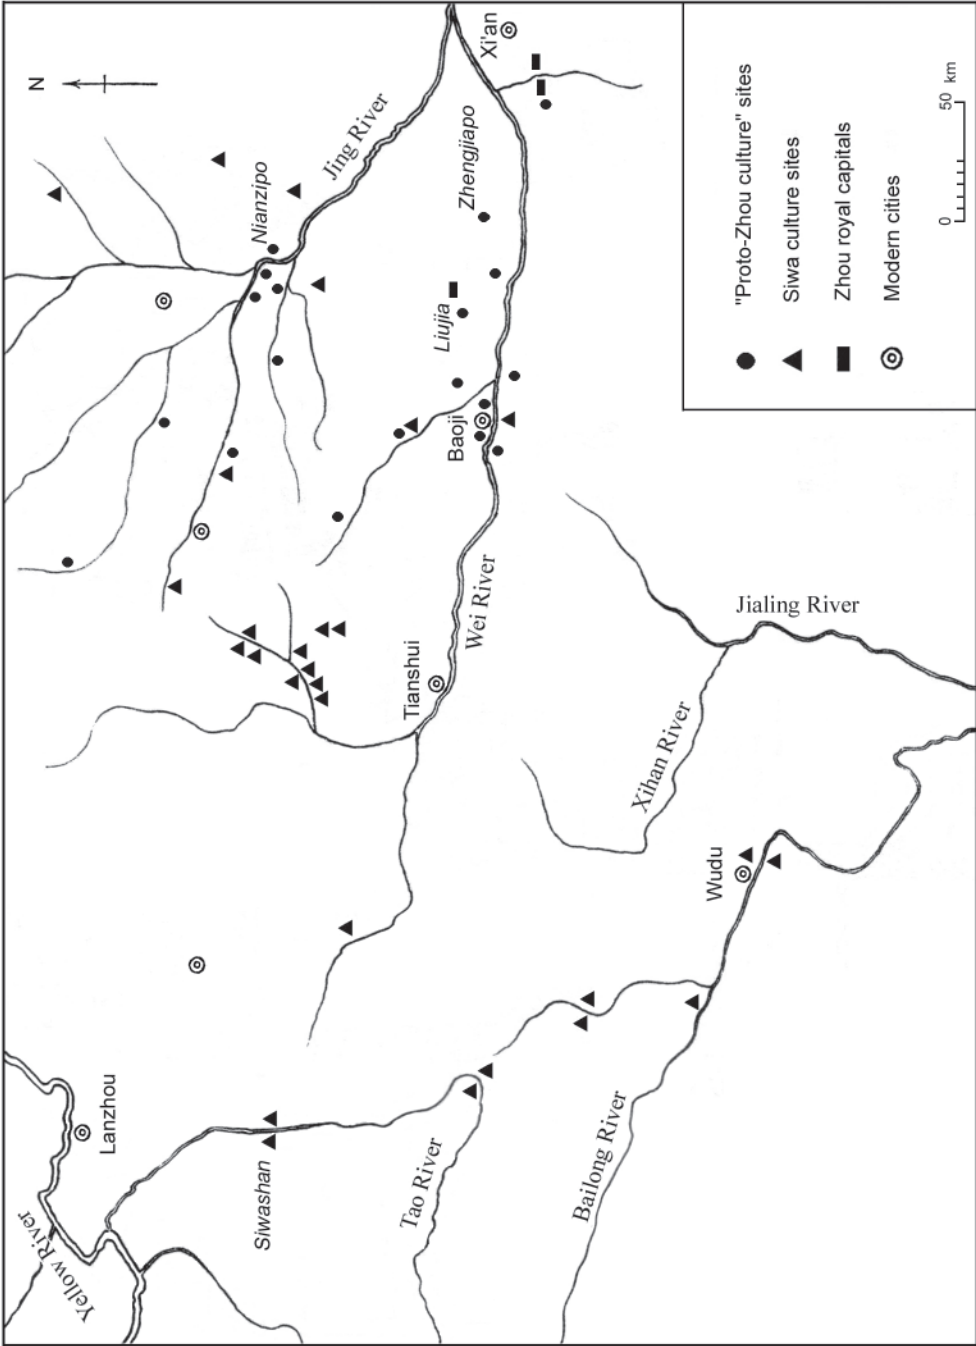 N
Xi'an
Jing River
Zhengjiapo
Nianzipo
Liujia
Baoji
Wei River
Tianshui
Jialing River
Xihan River
Wudu
Lanzhou
Yellow River
Siwashan
Tao River
Bailong River
"Proto-Zhou culture" sites
Siwa culture sites
Zhou royal capitals
Modern cities
0 50 km